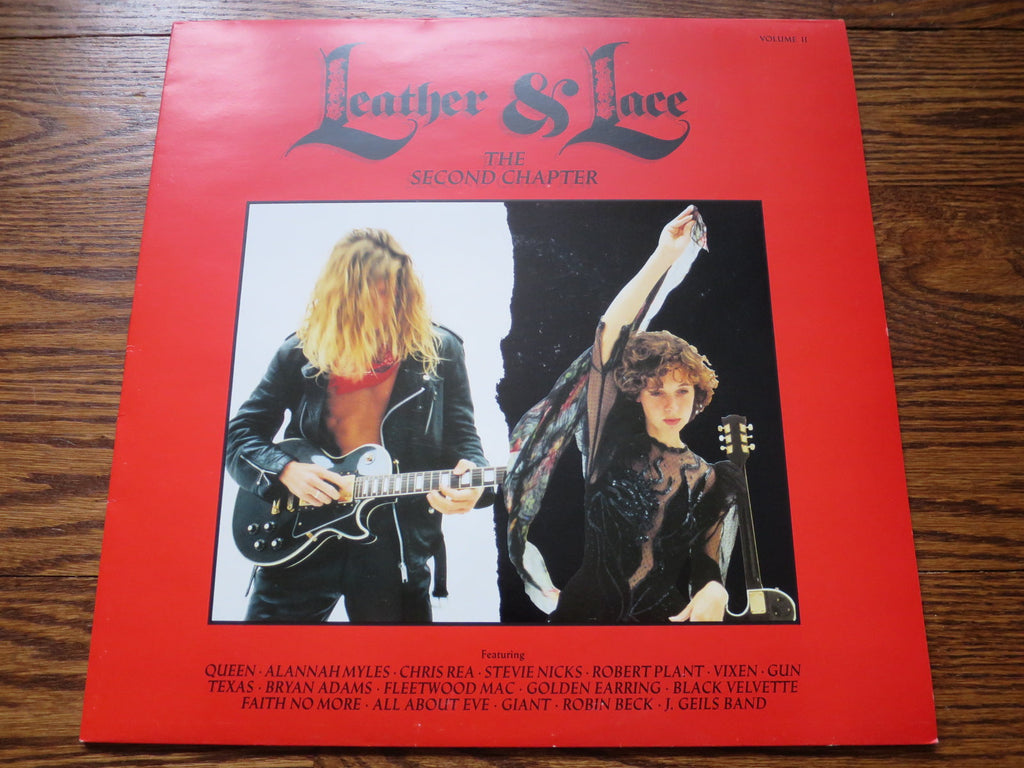 VOLUME II
Leather & Lace
THE
SECOND CHAPTER
Featuring
QUEEN · ALANNAH MYLES · CHRIS REA · STEVIE NICKS · ROBERT PLANT · VIXEN · GUN
TEXAS · BRYAN ADAMS · FLEETWOOD MAC · GOLDEN EARRING · BLACK VELVETTE
FAITH NO MORE · ALL ABOUT EVE · GIANT · ROBIN BECK · J. GEILS BAND